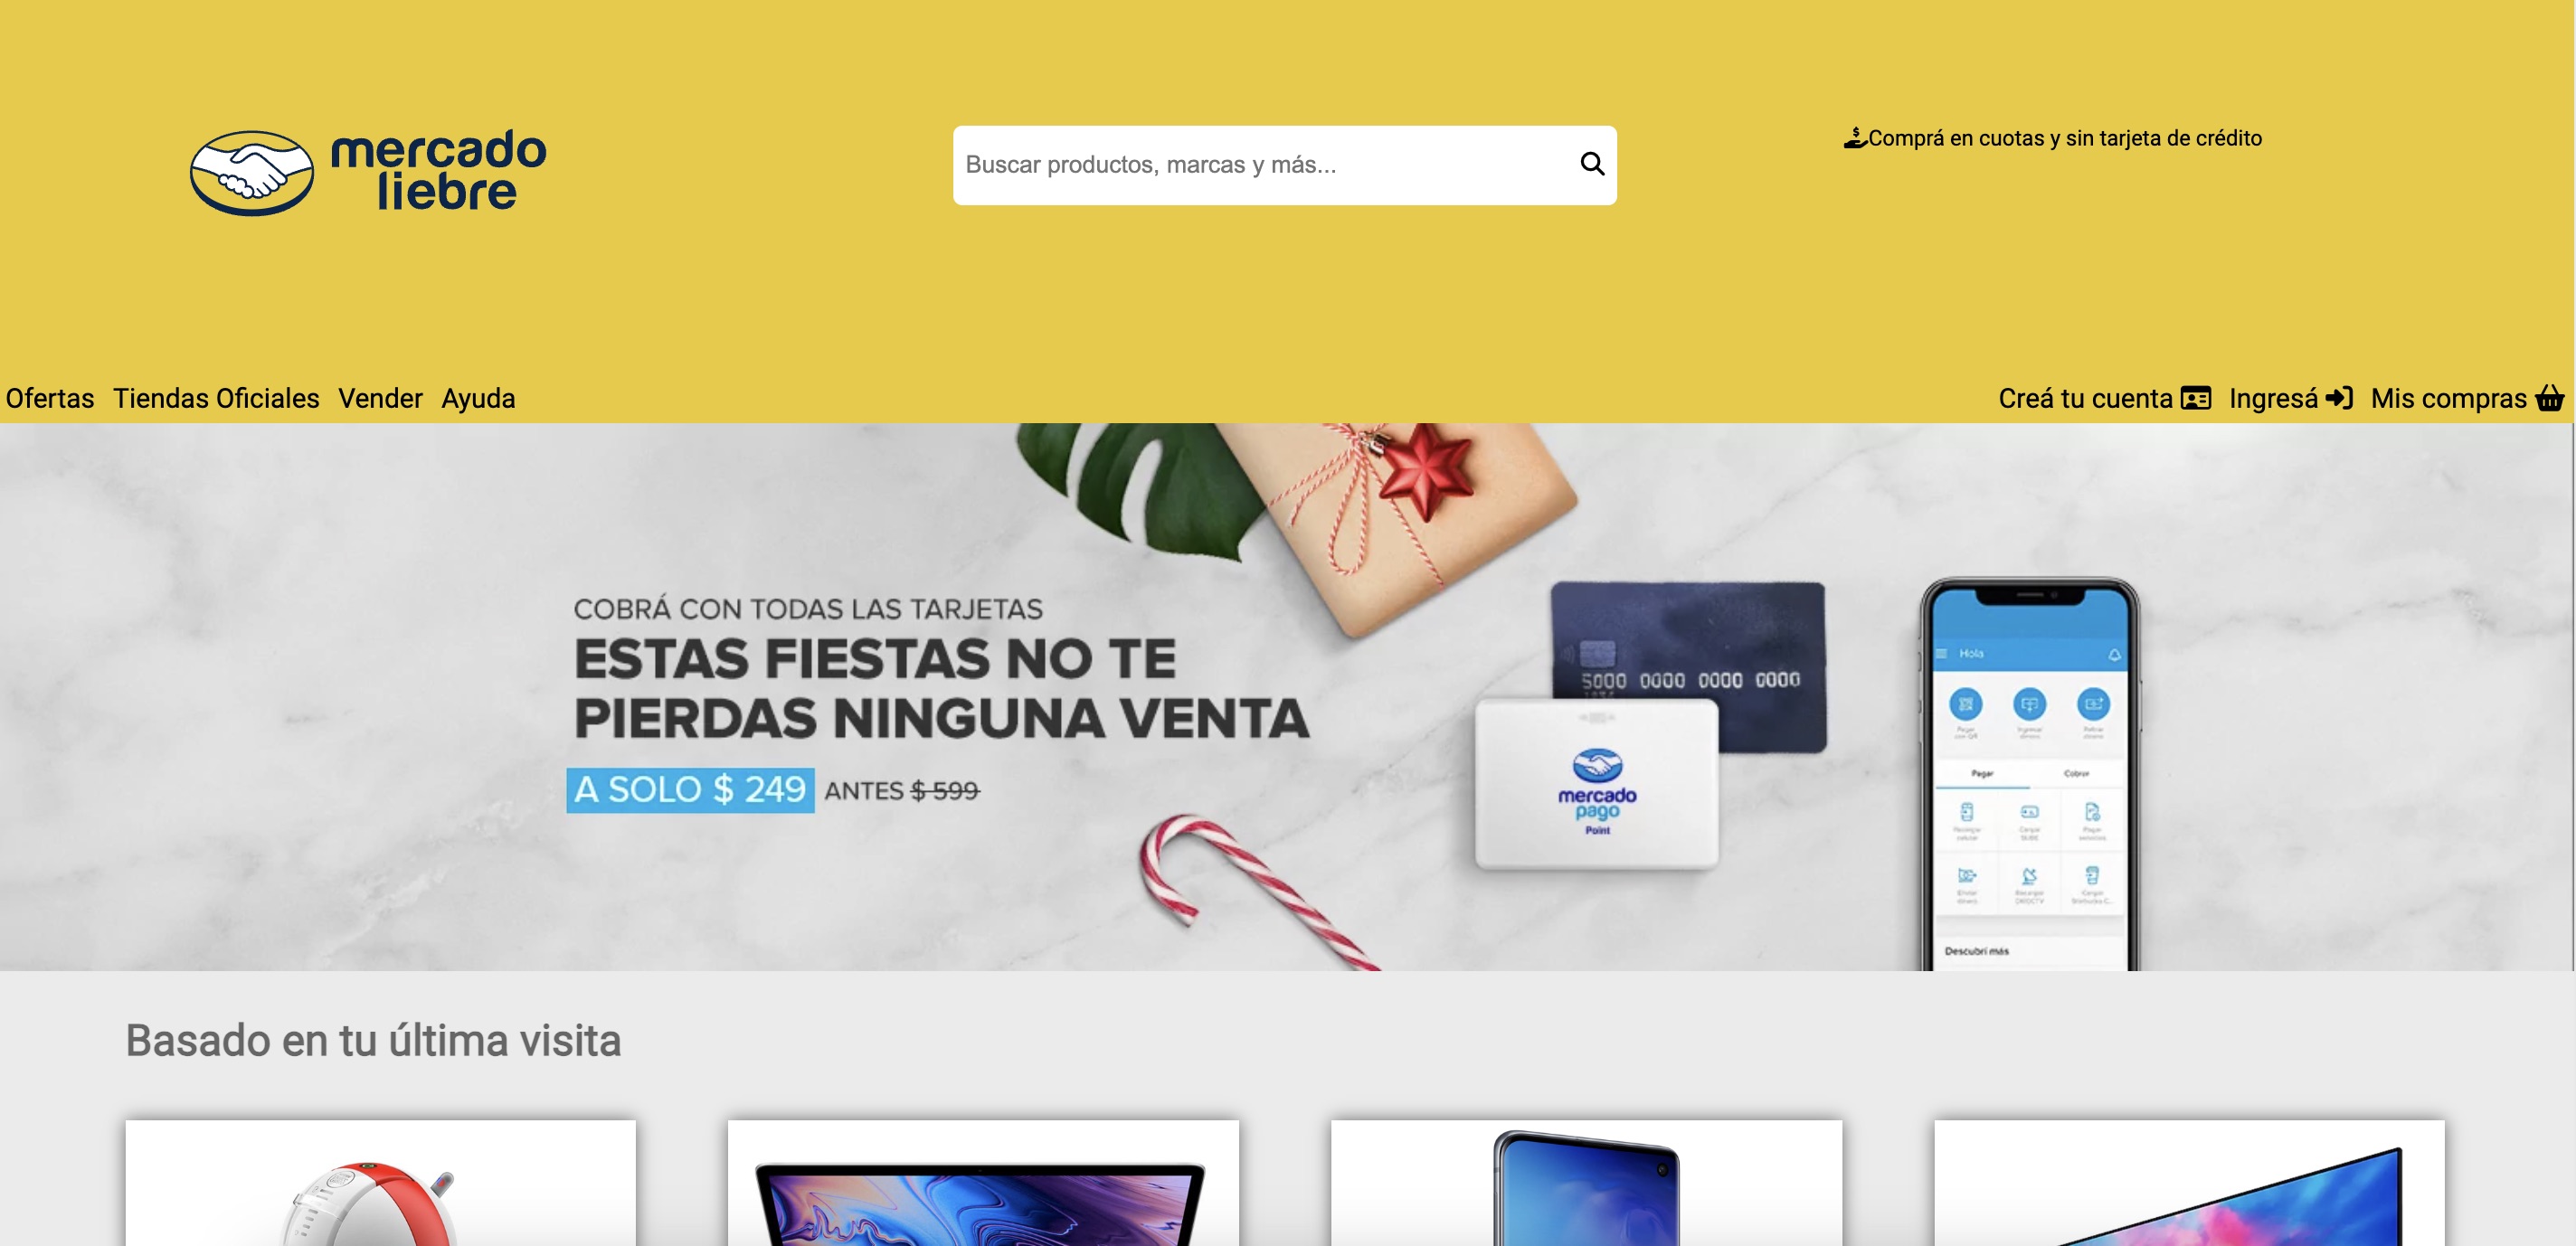 mercado
liebre
Buscar productos, marcas y más...
Comprá en cuotas y sin tarjeta de crédito
Ofertas Tiendas Oficiales Vender Ayuda
Creá tu cuenta Ingresá Mis compras
COBRÁ CON TODAS LAS TARJETAS
ESTAS FIESTAS NO TE
PIERDAS NINGUNA VENTA
A SOLO $ 249 ANTES $ 599
5000 0000 0000 0000
mercado
pago
Point
Hola
Pagar Cobrar
Descubrí más
Basado en tu última visita